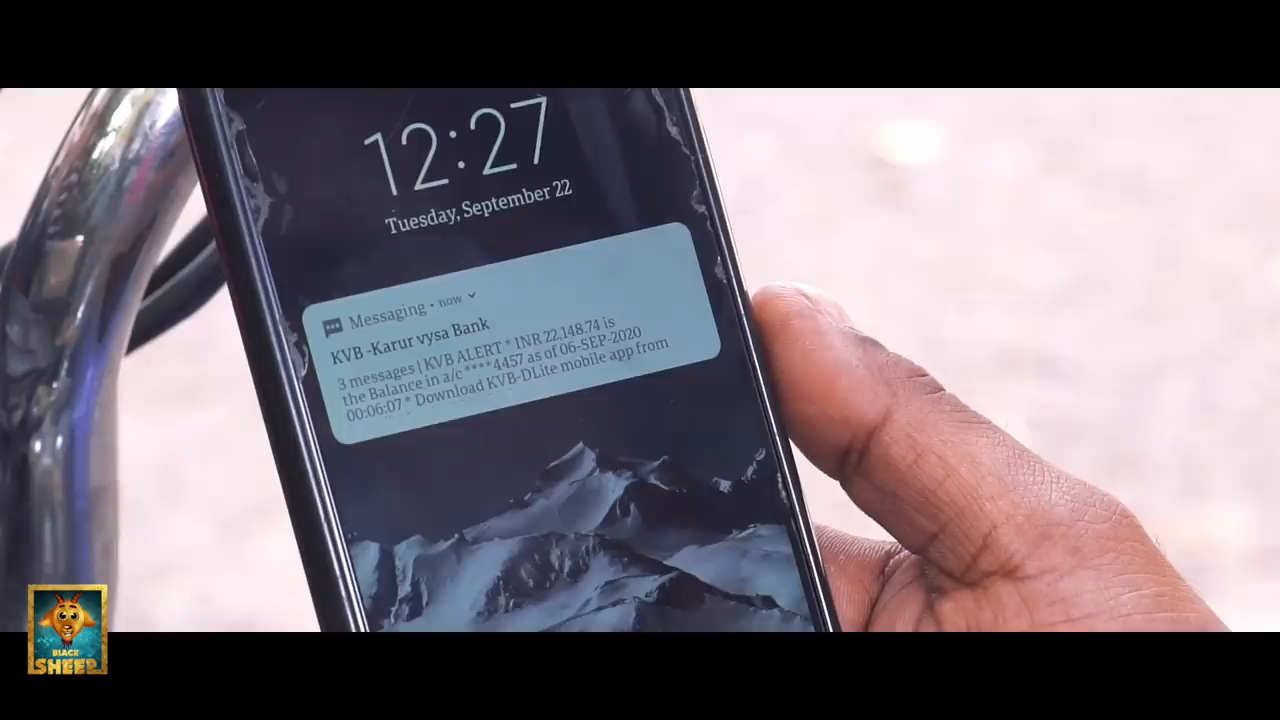 12:27
Tuesday, September 22
Messaging • now
KVB -Karur vysa Bank
3 messages | KVB ALERT * INR 22,148.74 is
the Balance in a/c ****4457 as of 06-SEP-2020
00:06:07 * Download KVB-DLite mobile app from
BLACK
SHEEP